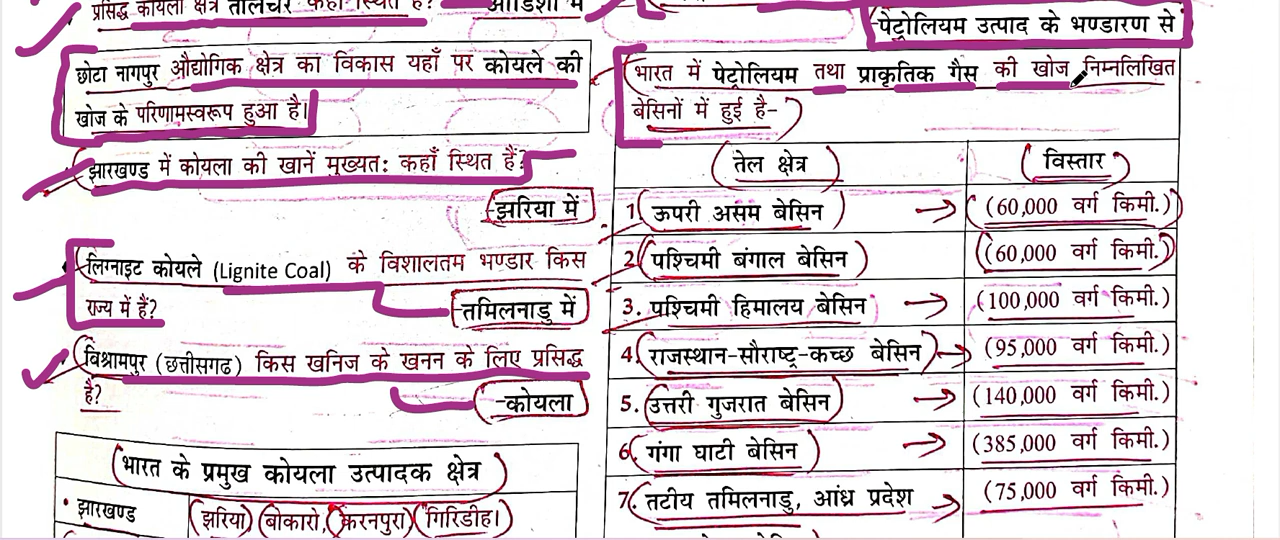 प्रसिद्ध कोयला क्षेत्र तालचर कहाँ स्थित है?
ओडिशा में
छोटा नागपुर औद्योगिक क्षेत्र का विकास यहाँ पर कोयले की
खोज के परिणामस्वरूप हुआ है।
झारखण्ड में कोयला की खानें मुख्यतः कहाँ स्थित हैं?
-झरिया में
लिग्नाइट कोयले (Lignite Coal) के विशालतम भण्डार किस
राज्य में हैं?
-तमिलनाडु में
विश्रामपुर (छत्तीसगढ) किस खनिज के खनन के लिए प्रसिद्ध
है?
-कोयला
भारत के प्रमुख कोयला उत्पादक क्षेत्र
• झारखण्ड झरिया, बोकारो, करनपुरा, गिरिडीह।
-पेट्रोलियम उत्पाद के भण्डारण से
भारत में पेट्रोलियम तथा प्राकृतिक गैस की खोज निम्नलिखित
बेसिनों में हुई है-
तेल क्षेत्र विस्तार
1. ऊपरी असम बेसिन (60,000 वर्ग किमी.)
2. पश्चिमी बंगाल बेसिन (60,000 वर्ग किमी.)
3. पश्चिमी हिमालय बेसिन (100,000 वर्ग किमी.)
4. राजस्थान-सौराष्ट्र-कच्छ बेसिन (95,000 वर्ग किमी.)
5. उत्तरी गुजरात बेसिन (140,000 वर्ग किमी.)
6. गंगा घाटी बेसिन (385,000 वर्ग किमी.)
7. तटीय तमिलनाडु, आंध्र प्रदेश (75,000 वर्ग किमी.)